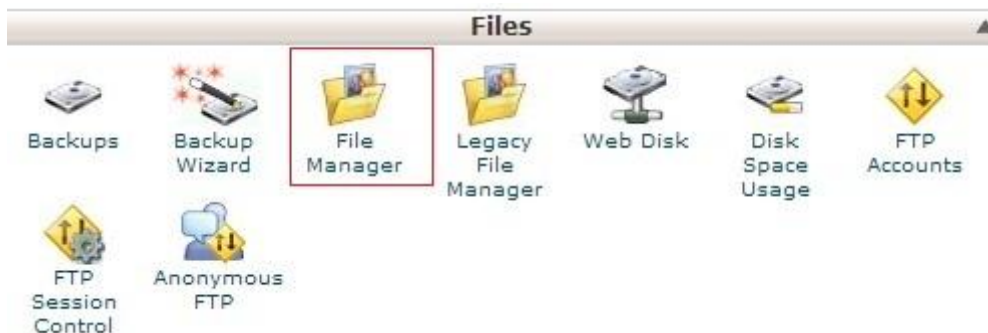 Files
Backups
Backup
Wizard
File
Manager
Legacy
File
Manager
Web Disk
Disk
Space
Usage
FTP
Accounts
FTP
Session
Control
Anonymous
FTP